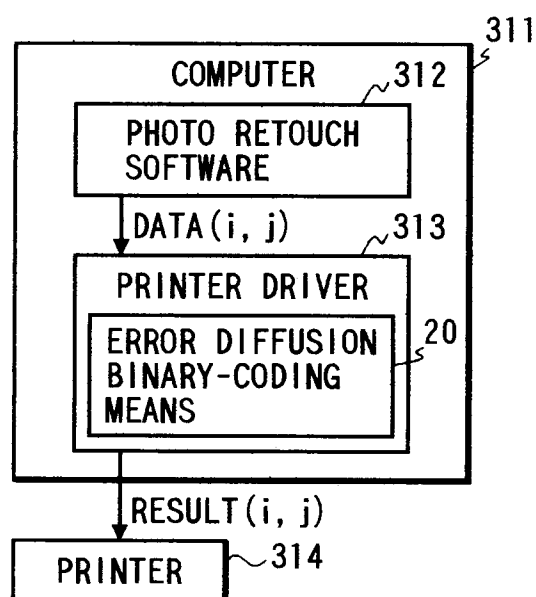 311
COMPUTER
312
PHOTO RETOUCH
SOFTWARE
DATA(i, j)
313
PRINTER DRIVER
ERROR DIFFUSION
BINARY-CODING
MEANS
20
RESULT(i, j)
PRINTER
314